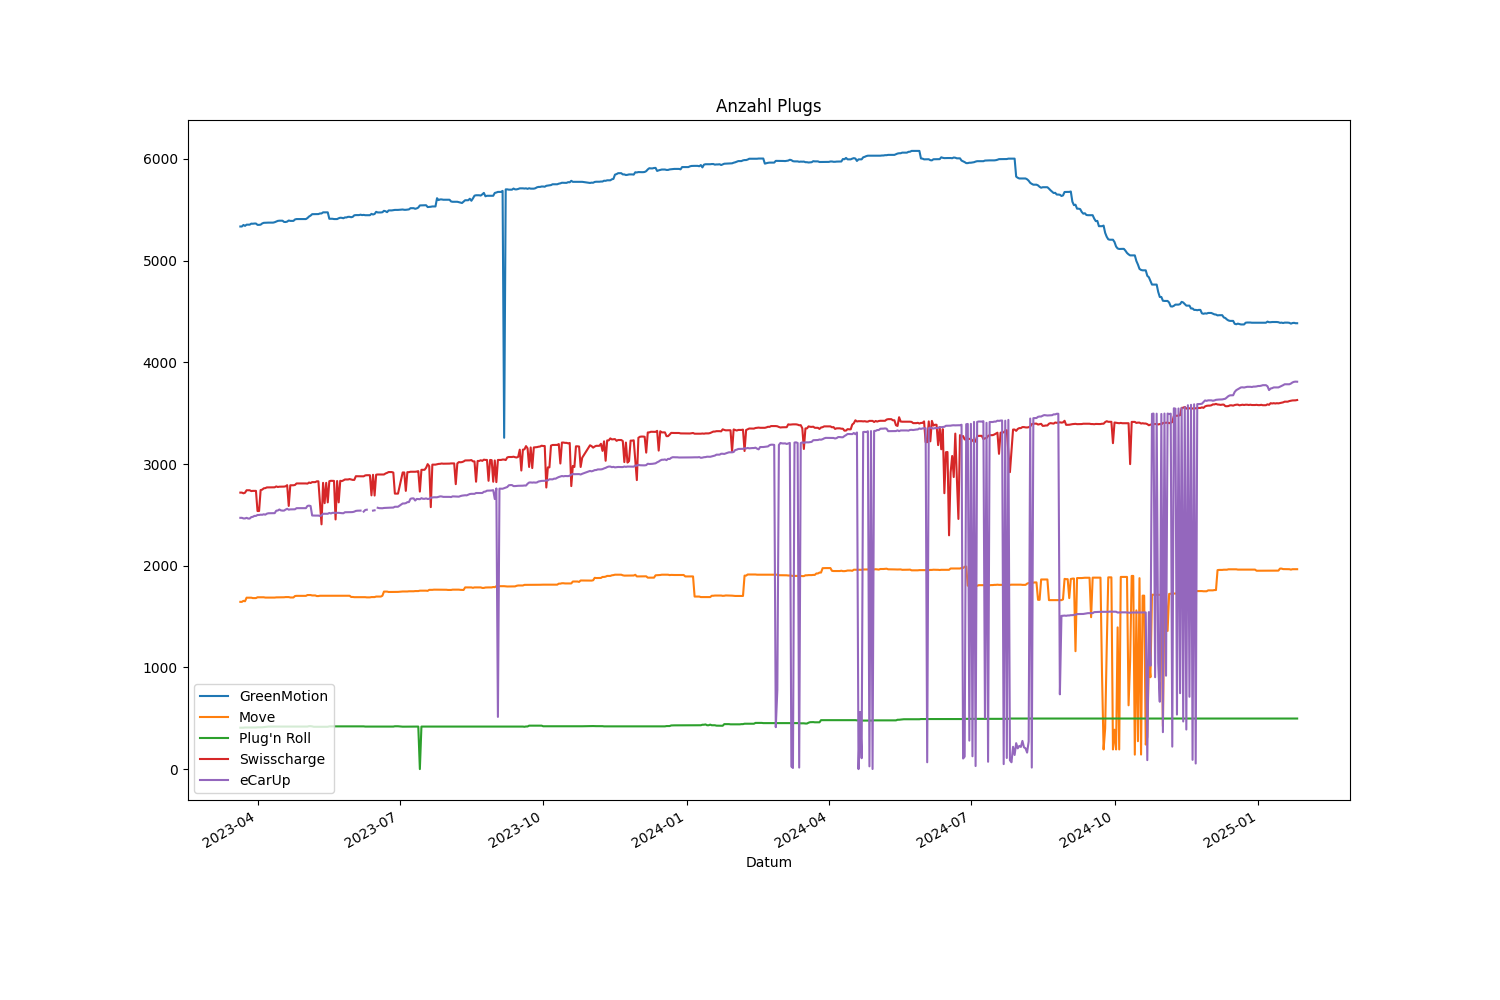 Anzahl Plugs
6000
5000
4000
3000
2000
1000
0
GreenMotion
Move
Plug'n Roll
Swisscharge
eCarUp
2023-04
2023-07
2023-10
2024-01
2024-04
2024-07
2024-10
2025-01
Datum